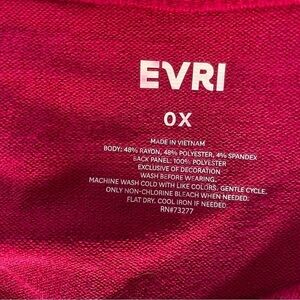 EVRI
0X
MADE IN VIETNAM
BODY: 48% RAYON, 48% POLYESTER, 4% SPANDEX
BACK PANEL: 100% POLYESTER
EXCLUSIVE OF DECORATION
WASH BEFORE WEARING.
MACHINE WASH COLD WITH LIKE COLORS. GENTLE CYCLE.
ONLY NON-CHLORINE BLEACH WHEN NEEDED.
FLAT DRY. COOL IRON IF NEEDED.
RN#73277